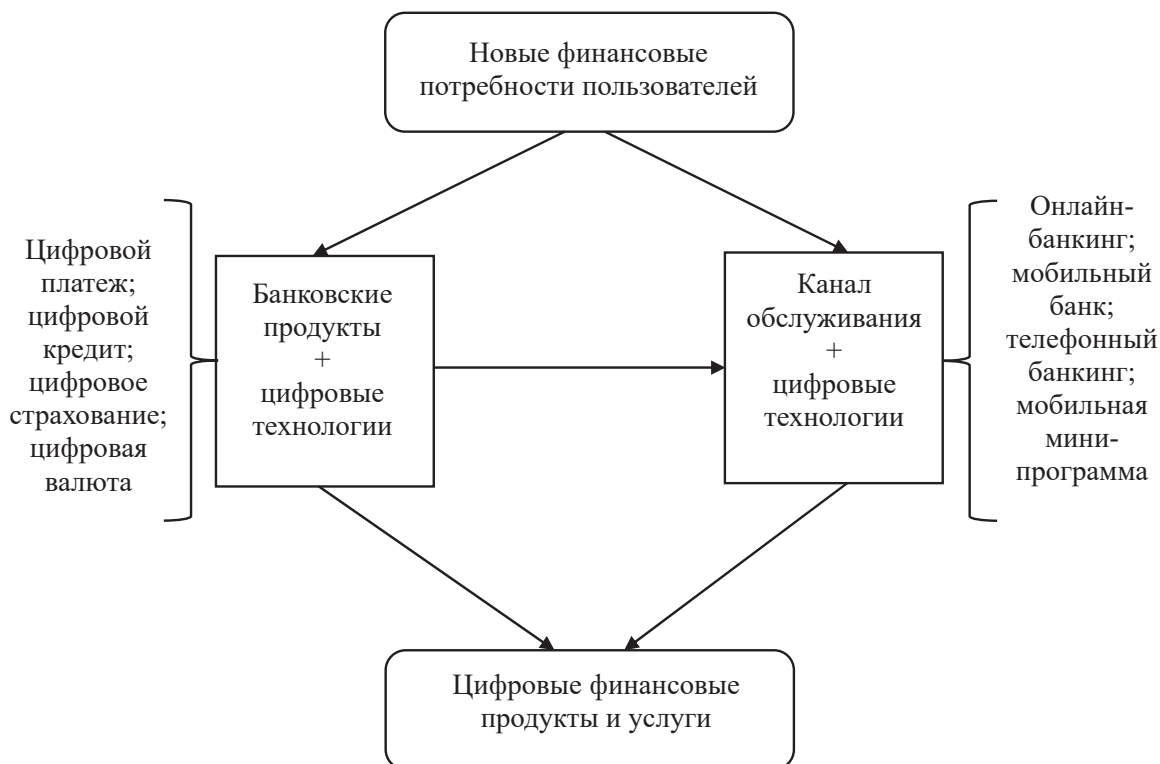 Новые финансовые
потребности пользователей
Цифровой
платеж;
цифровой
кредит;
цифровое
страхование;
цифровая
валюта
Банковские
продукты
+
цифровые
технологии
Канал
обслуживания
+
цифровые
технологии
Онлайн-
банкинг;
мобильный
банк;
телефонный
банкинг;
мобильная
мини-
программа
Цифровые финансовые
продукты и услуги